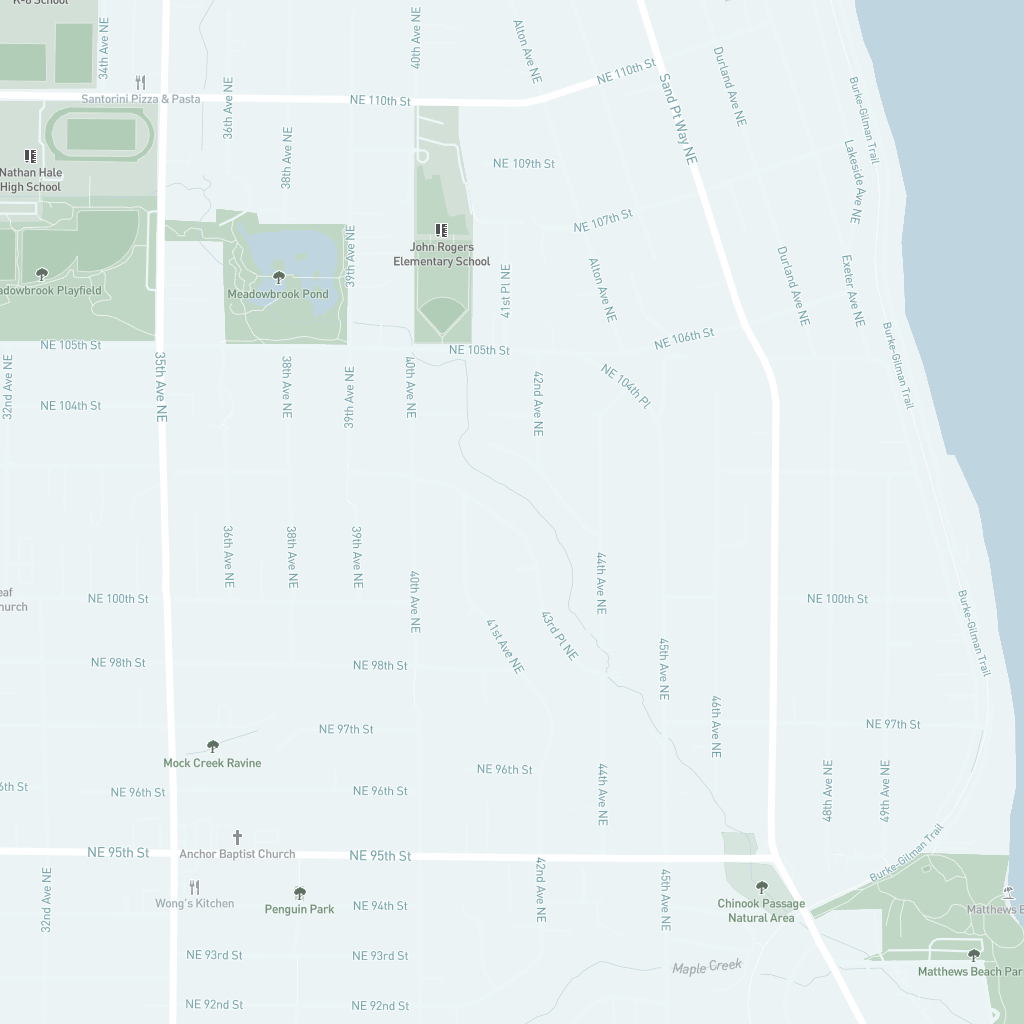 K-8 School
34th Ave NE
40th Ave NE
Alton Ave NE
NE 110th St
Durland Ave NE
Burke-Gilman Trail
Santorini Pizza & Pasta
36th Ave NE
NE 110th St
Sand Pt Way NE
38th Ave NE
Nathan Hale
High School
NE 109th St
Lakeside Ave NE
NE 107th St
John Rogers
Elementary School
39th Ave NE
41st Pl NE
Alton Ave NE
Durland Ave NE
Exeter Ave NE
Meadowbrook Pond
adowbrook Playfield
NE 105th St
NE 105th St
NE 106th St
Burke-Gilman Trail
32nd Ave NE
35th Ave NE
38th Ave NE
39th Ave NE
40th Ave NE
42nd Ave NE
NE 104th Pl
NE 104th St
36th Ave NE
38th Ave NE
39th Ave NE
40th Ave NE
44th Ave NE
eaf
hurch
NE 100th St
NE 100th St
Burke-Gilman Trail
41st Ave NE
43rd Pl NE
45th Ave NE
NE 98th St
NE 98th St
46th Ave NE
NE 97th St
NE 97th St
Mock Creek Ravine
NE 96th St
44th Ave NE
48th Ave NE
49th Ave NE
6th St
NE 96th St
NE 96th St
NE 95th St
Anchor Baptist Church
NE 95th St
Burke-Gilman Trail
32nd Ave NE
42nd Ave NE
45th Ave NE
Wong's Kitchen
Penguin Park
NE 94th St
Chinook Passage
Natural Area
Matthews B
NE 93rd St
NE 93rd St
Maple Creek
Matthews Beach Par
NE 92nd St
NE 92nd St